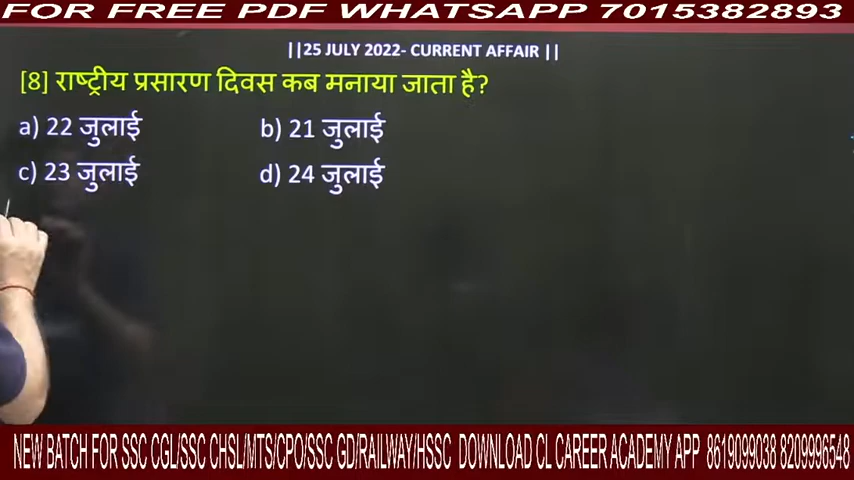 FOR FREE PDF WHATSAPP 7015382893
||25 JULY 2022- CURRENT AFFAIR ||
[8] राष्ट्रीय प्रसारण दिवस कब मनाया जाता है?
a) 22 जुलाई b) 21 जुलाई
c) 23 जुलाई d) 24 जुलाई
NEW BATCH FOR SSC CGL/SSC CHSL/MTS/CPO/SSC GD/RAILWAY/HSSC DOWNLOAD CL CAREER ACADEMY APP 8619099038 8209996548